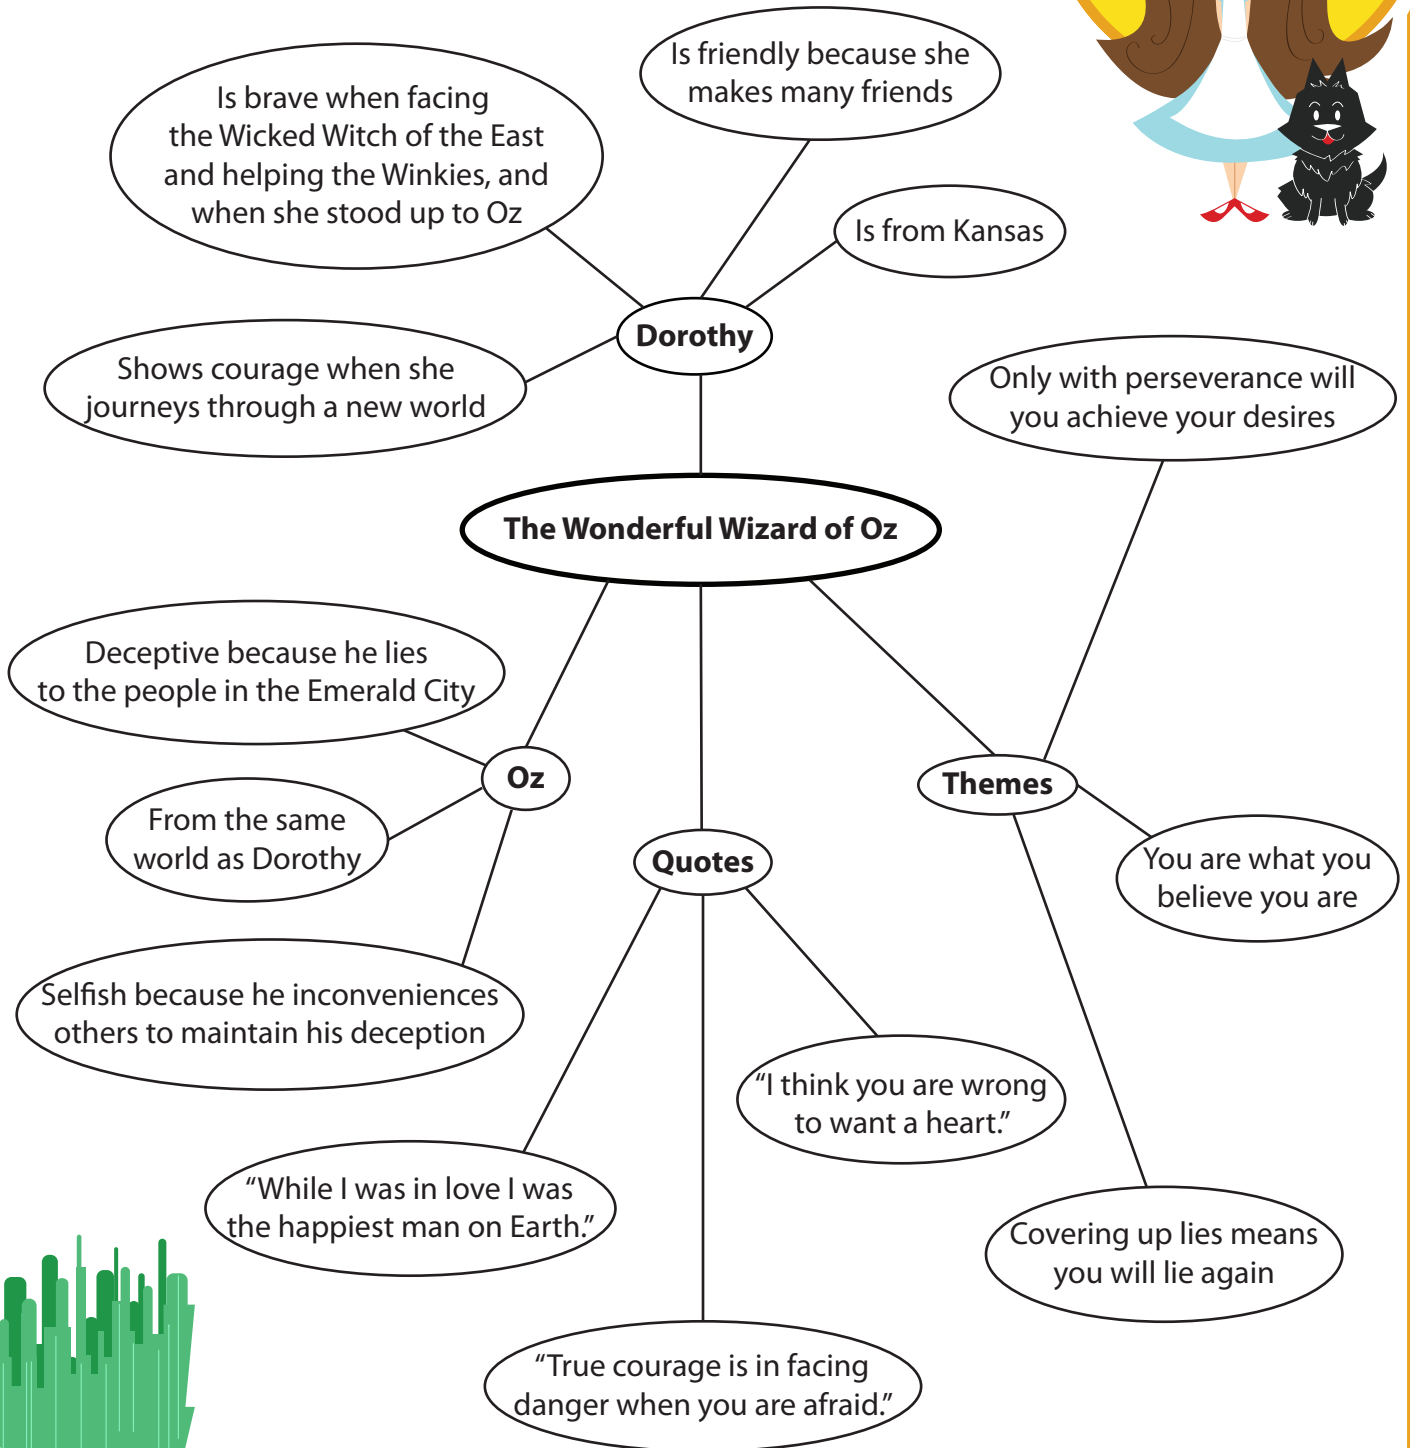 Is friendly because she
makes many friends
Is brave when facing
the Wicked Witch of the East
and helping the Winkies, and
when she stood up to Oz
Is from Kansas
Dorothy
Shows courage when she
journeys through a new world
Only with perseverance will
you achieve your desires
The Wonderful Wizard of Oz
Deceptive because he lies
to the people in the Emerald City
Oz
Themes
From the same
world as Dorothy
Quotes
You are what you
believe you are
Selfish because he inconveniences
others to maintain his deception
“I think you are wrong
to want a heart.”
“While I was in love I was
the happiest man on Earth.”
Covering up lies means
you will lie again
“True courage is in facing
danger when you are afraid.”